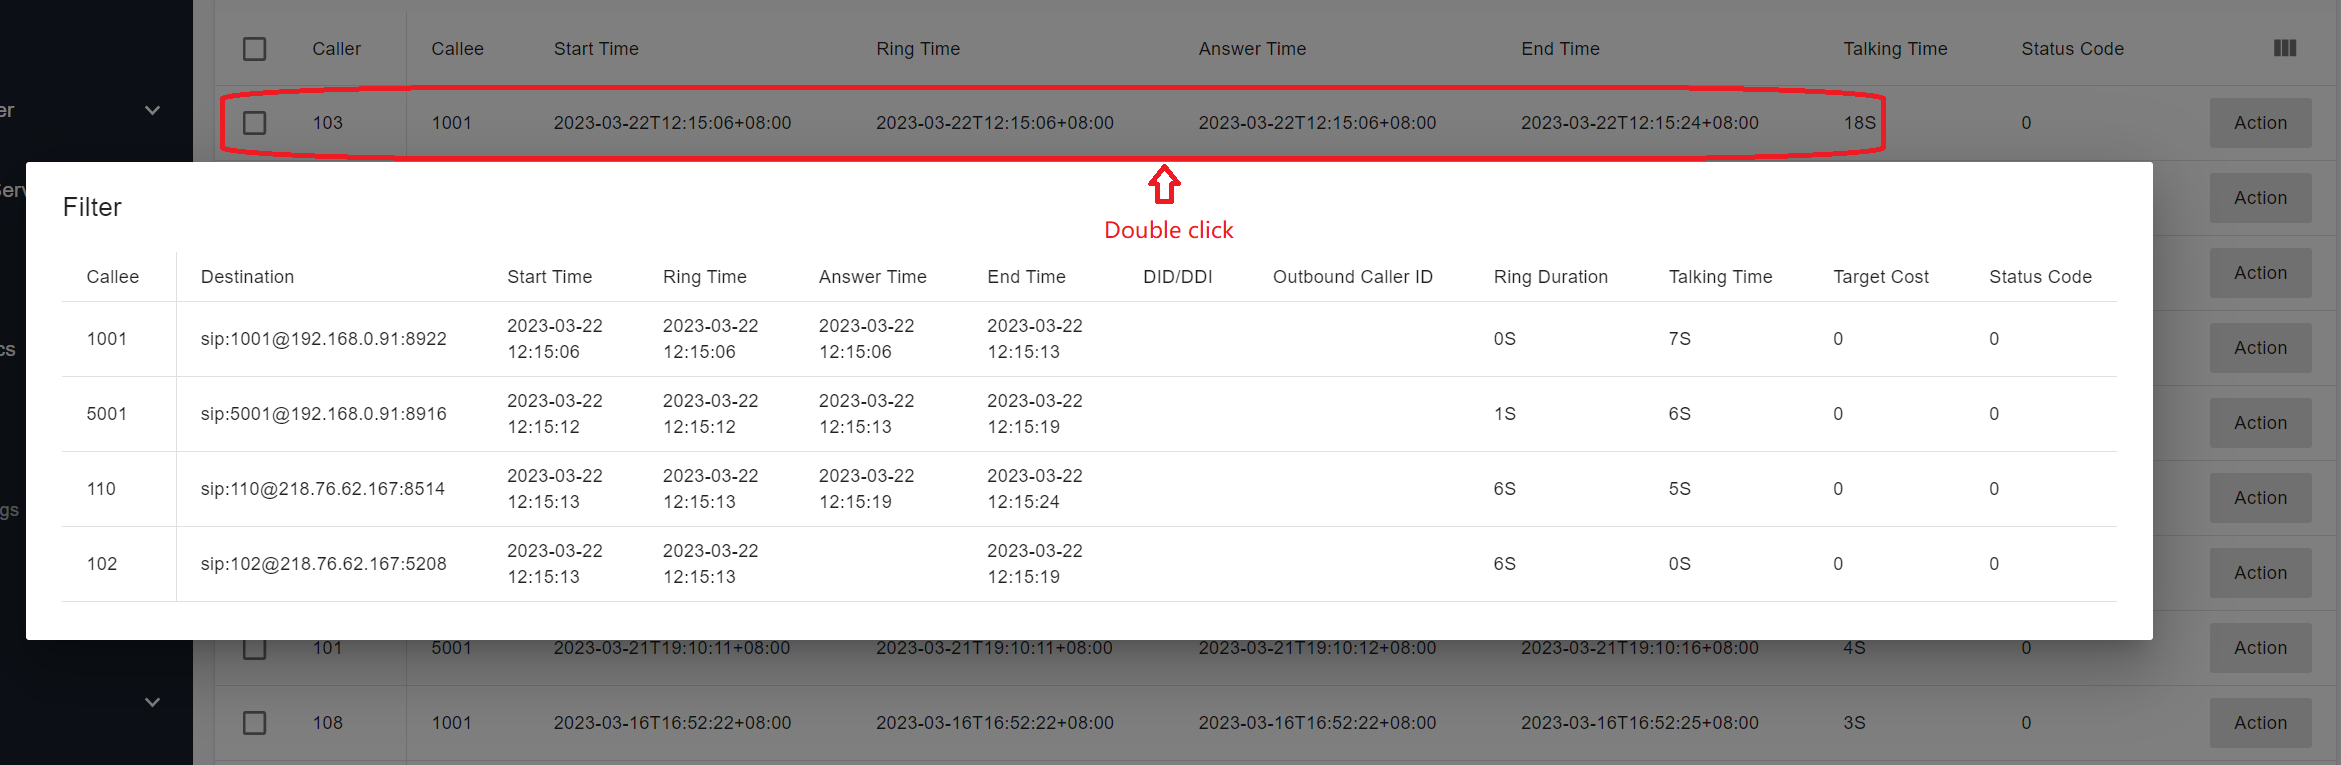 Caller Callee Start Time Ring Time Answer Time End Time Talking Time Status Code
er
103 1001 2023-03-22T12:15:06+08:00 2023-03-22T12:15:06+08:00 2023-03-22T12:15:06+08:00 2023-03-22T12:15:24+08:00 18S 0 Action
Serv
Action
Filter
Double click
Callee Destination Start Time Ring Time Answer Time End Time DID/DDI Outbound Caller ID Ring Duration Talking Time Target Cost Status Code
Action
1001 sip:1001@192.168.0.91:8922 2023-03-22 2023-03-22 2023-03-22 2023-03-22 0S 7S 0 0
12:15:06 12:15:06 12:15:06 12:15:13
cs
Action
5001 sip:5001@192.168.0.91:8916 2023-03-22 2023-03-22 2023-03-22 2023-03-22 1S 6S 0 0
12:15:12 12:15:12 12:15:13 12:15:19
Action
110 sip:110@218.76.62.167:8514 2023-03-22 2023-03-22 2023-03-22 2023-03-22 6S 5S 0 0
12:15:13 12:15:13 12:15:19 12:15:24
gs
Action
102 sip:102@218.76.62.167:5208 2023-03-22 2023-03-22 2023-03-22 6S 0S 0 0
12:15:13 12:15:13 12:15:19
Action
101 5001 2023-03-21T19:10:11+08:00 2023-03-21T19:10:11+08:00 2023-03-21T19:10:12+08:00 2023-03-21T19:10:16+08:00 4S 0 Action
108 1001 2023-03-16T16:52:22+08:00 2023-03-16T16:52:22+08:00 2023-03-16T16:52:22+08:00 2023-03-16T16:52:25+08:00 3S 0 Action